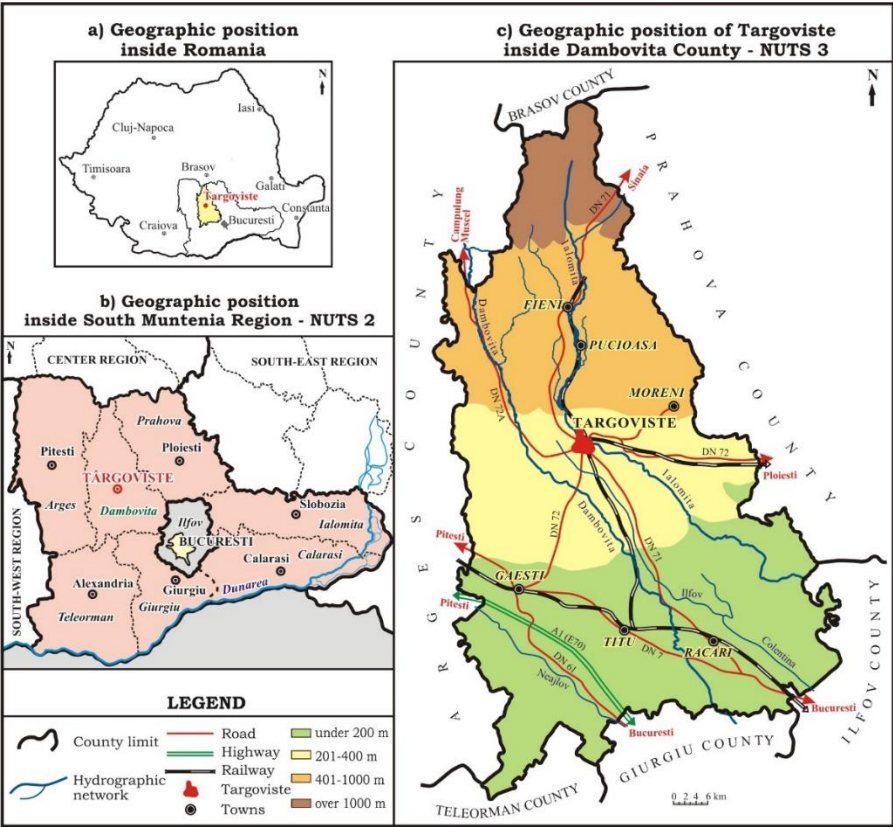 a) Geographic position
inside Romania
N
Iasi
Cluj-Napoca
Timisoara
Brasov
Galati
Targoviste
Constanta
Bucuresti
Craiova
b) Geographic position
inside South Muntenia Region - NUTS 2
N
CENTER REGION
SOUTH-EAST REGION
SOUTH-WEST REGION
Prahova
Pitesti
Ploiesti
TÂRGOVISTE
Slobozia
Arges
Dambovita
Ilfov
Ialomita
BUCURESTI
Calarasi
Calarasi
Alexandria
Giurgiu
Dunarea
Teleorman
Giurgiu
LEGEND
County limit
Hydrographic
network
Road
Highway
Railway
Targoviste
Towns
under 200 m
201-400 m
401-1000 m
over 1000 m
c) Geographic position of Targoviste
inside Dambovita County - NUTS 3
N
BRASOV COUNTY
PRAHOVA COUNTY
ARGES COUNTY
Sinaia
DN 71
Campulung
Muscel
Ialomita
Dambovita
FIENI
PUCIOASA
MORENI
DN 72A
TARGOVISTE
DN 72
Ploiesti
Ialomita
Dambovita
DN 72
DN 71
Pitesti
GAESTI
Pitesti
Ilfov
Colentina
A1 (E70)
TITU
DN 7
RACARI
DN 61
Neajlov
Bucuresti
Bucuresti
ILFOV COUNTY
GIURGIU COUNTY
TELEORMAN COUNTY
0 2 4 6 km